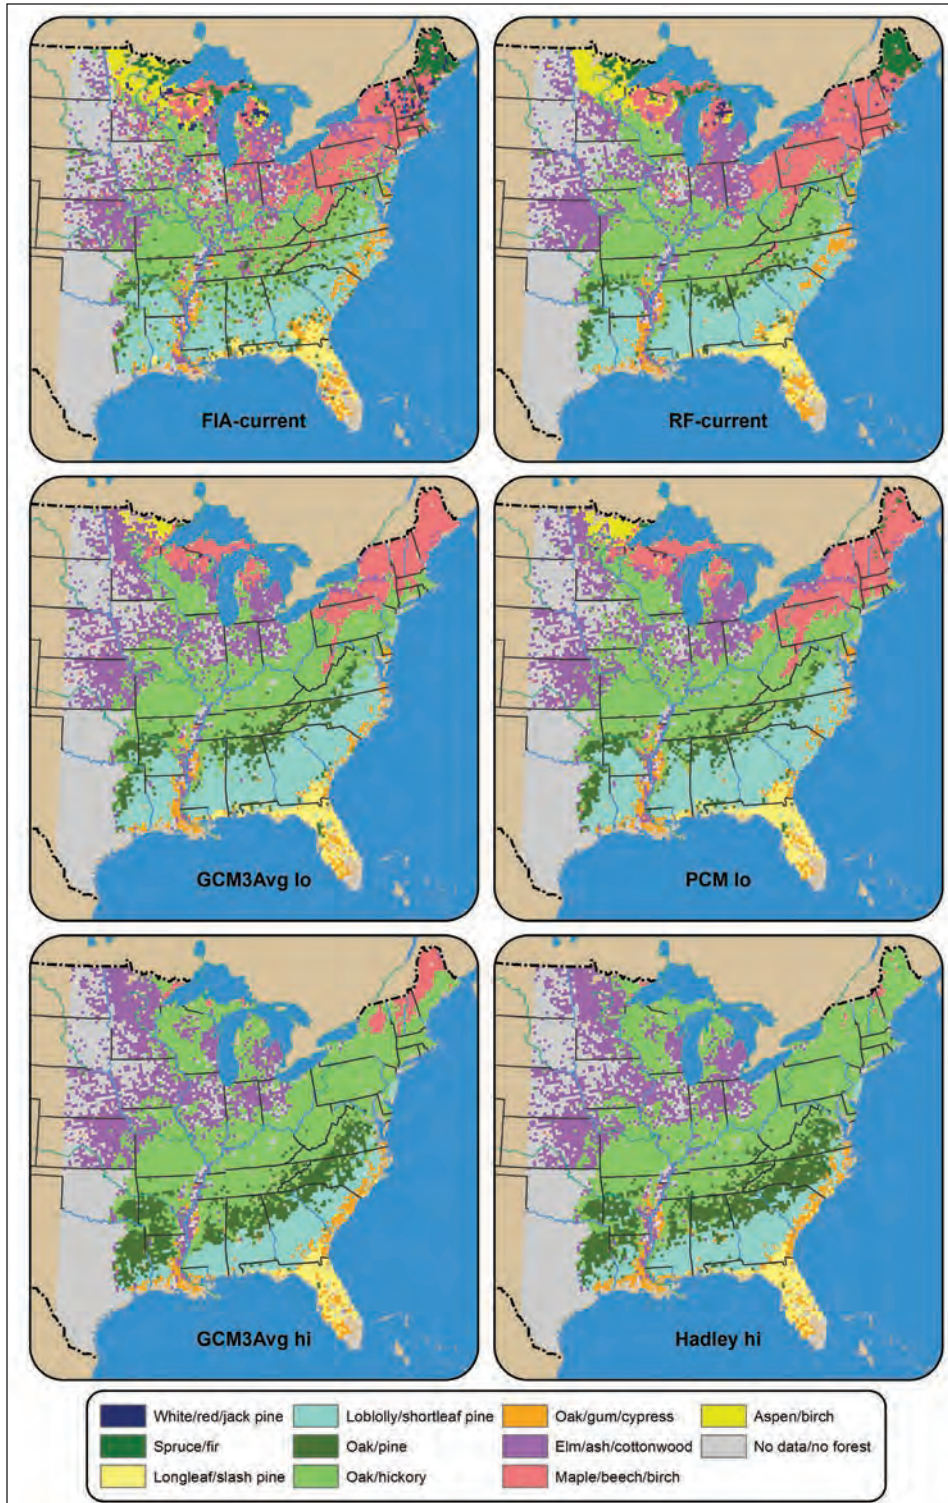 FIA-current
RF-current
GCM3Avg lo
PCM lo
GCM3Avg hi
Hadley hi
White/red/jack pine
Loblolly/shortleaf pine
Oak/gum/cypress
Aspen/birch
Spruce/fir
Oak/pine
Elm/ash/cottonwood
No data/no forest
Longleaf/slash pine
Oak/hickory
Maple/beech/birch